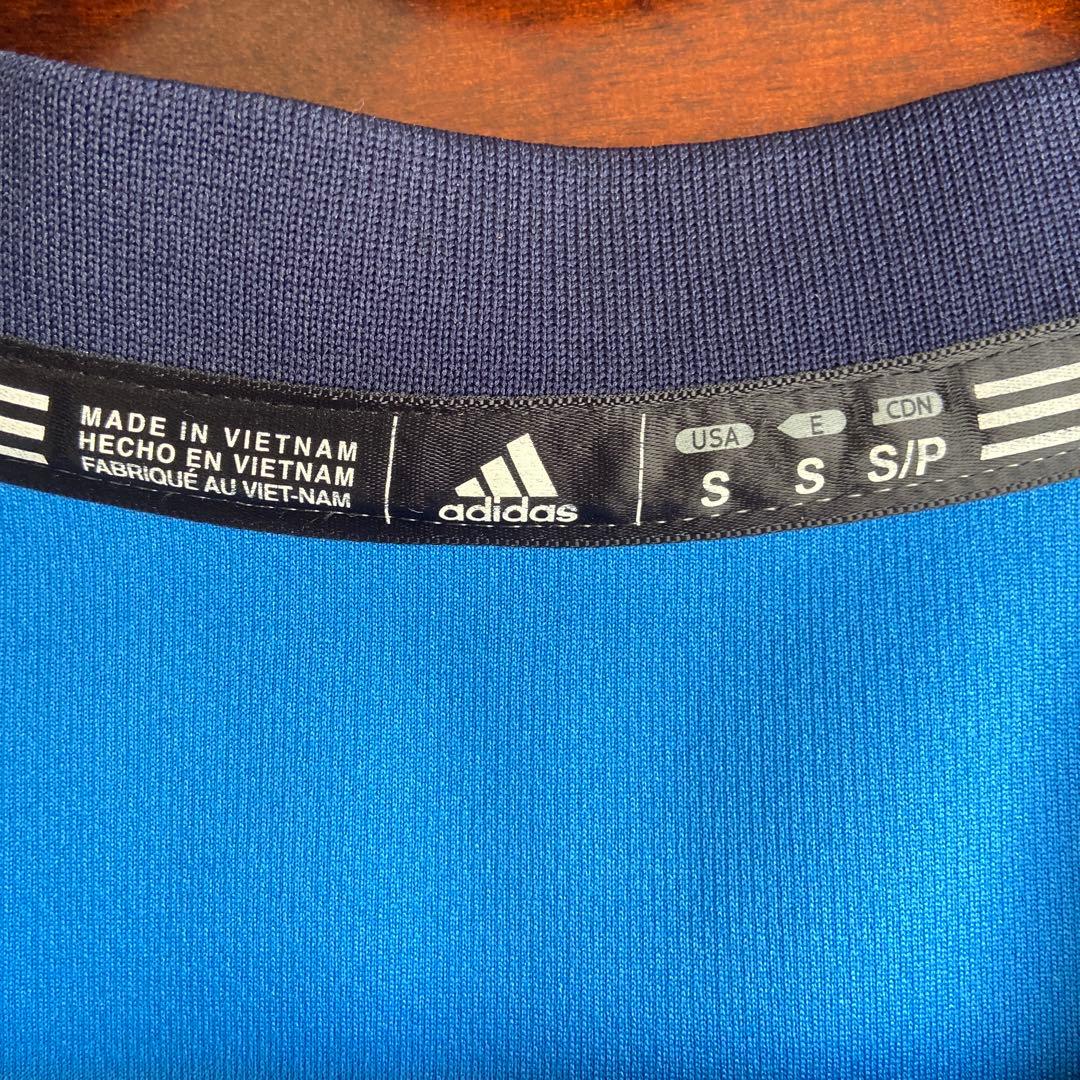 MADE IN VIETNAM
HECHO EN VIETNAM
FABRIQUÉ AU VIET-NAM
adidas
USA E CDN
S S S/P